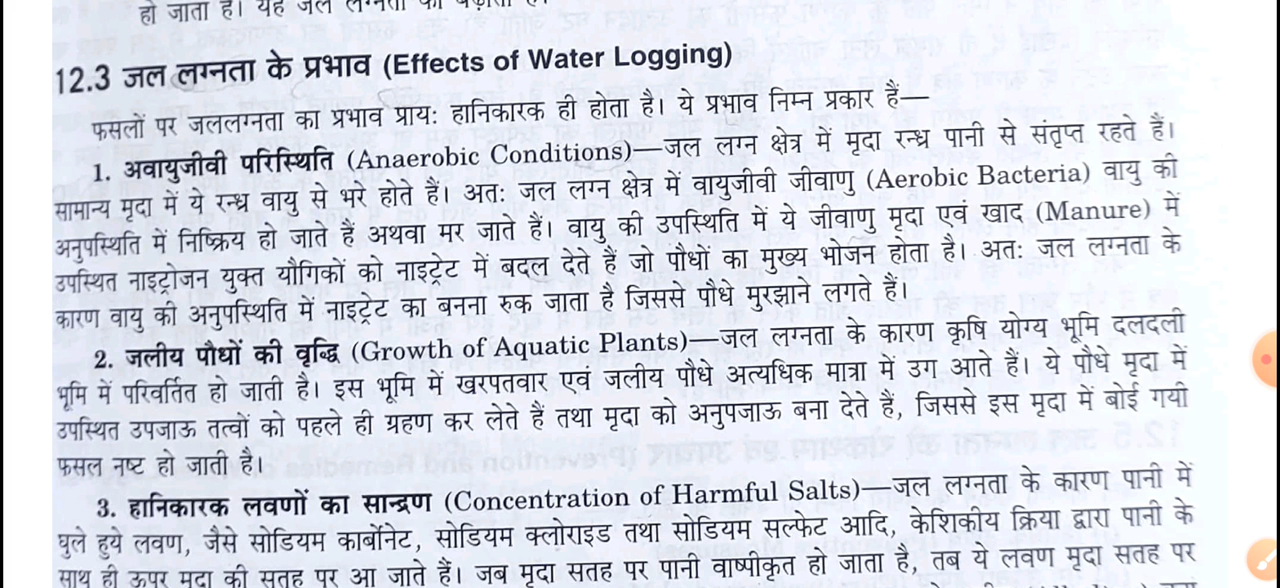 हो जाता है। यह जल लग्नता को बढ़ाता है।
12.3 जल लग्नता के प्रभाव (Effects of Water Logging)
फसलों पर जललग्नता का प्रभाव प्राय: हानिकारक ही होता है। ये प्रभाव निम्न प्रकार हैं—
1. अवायुजीवी परिस्थिति (Anaerobic Conditions)—जल लग्न क्षेत्र में मृदा रन्ध्र पानी से संतृप्त रहते हैं।
सामान्य मृदा में ये रन्ध्र वायु से भरे होते हैं। अत: जल लग्न क्षेत्र में वायुजीवी जीवाणु (Aerobic Bacteria) वायु की
अनुपस्थिति में निष्क्रिय हो जाते हैं अथवा मर जाते हैं। वायु की उपस्थिति में ये जीवाणु मृदा एवं खाद (Manure) में
उपस्थित नाइट्रोजन युक्त यौगिकों को नाइट्रेट में बदल देते हैं जो पौधों का मुख्य भोजन होता है। अत: जल लग्नता के
कारण वायु की अनुपस्थिति में नाइट्रेट का बनना रुक जाता है जिससे पौधे मुरझाने लगते हैं।
2. जलीय पौधों की वृद्धि (Growth of Aquatic Plants)—जल लग्नता के कारण कृषि योग्य भूमि दलदली
भूमि में परिवर्तित हो जाती है। इस भूमि में खरपतवार एवं जलीय पौधे अत्यधिक मात्रा में उग आते हैं। ये पौधे मृदा में
उपस्थित उपजाऊ तत्वों को पहले ही ग्रहण कर लेते हैं तथा मृदा को अनुपजाऊ बना देते हैं, जिससे इस मृदा में बोई गयी
फसल नष्ट हो जाती है।
3. हानिकारक लवणों का सान्द्रण (Concentration of Harmful Salts)—जल लग्नता के कारण पानी में
घुले हुये लवण, जैसे सोडियम कार्बोनेट, सोडियम क्लोराइड तथा सोडियम सल्फेट आदि, केशिकीय क्रिया द्वारा पानी के
साथ ही ऊपर मृदा की सतह पर आ जाते हैं। जब मृदा सतह पर पानी वाष्पीकृत हो जाता है, तब ये लवण मृदा सतह पर